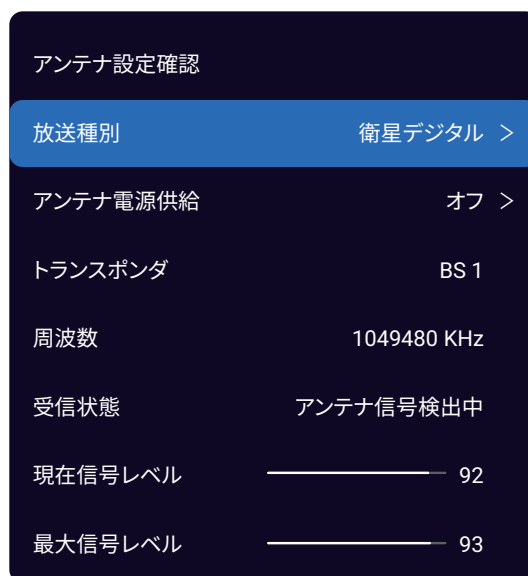 アンテナ設定確認
放送種別 衛星デジタル >
アンテナ電源供給 オフ >
トランスポンダ BS 1
周波数 1049480 KHz
受信状態 アンテナ信号検出中
現在信号レベル 92
最大信号レベル 93